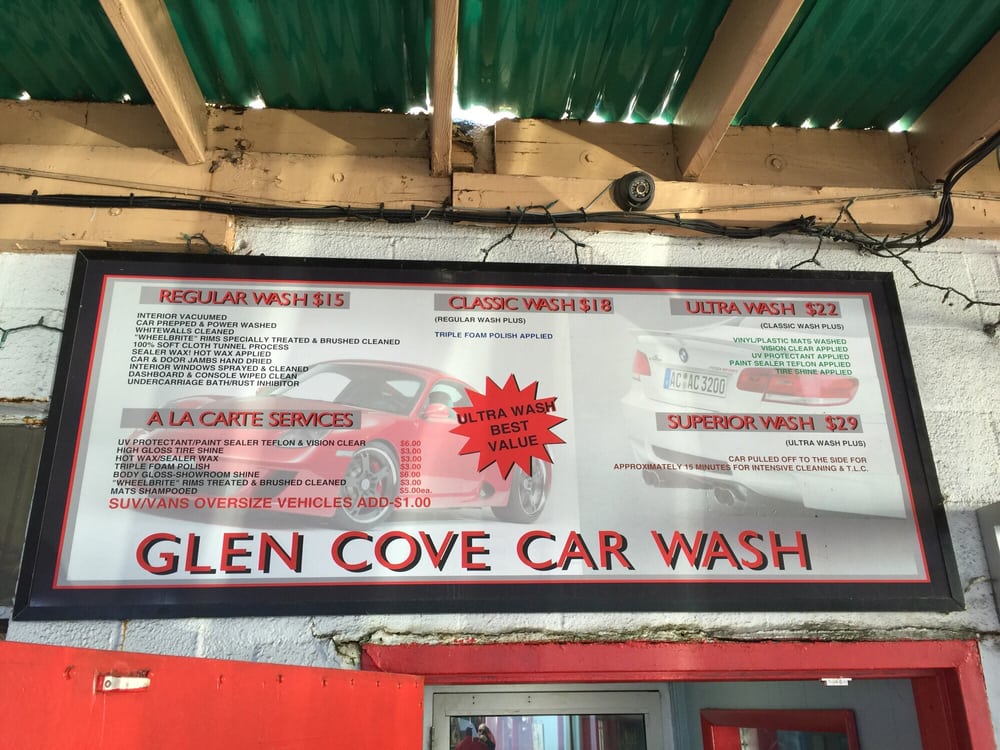 REGULAR WASH $15
INTERIOR VACUUMED
CAR PREPPED & POWER WASHED
WHITEWALLS CLEANED
"WHEELBRITE" RIMS SPECIALLY TREATED & BRUSHED CLEANED
100% SOFT CLOTH TUNNEL PROCESS
SEALER WAX! HOT WAX APPLIED
CAR & DOOR JAMBS HAND DRIED
INTERIOR WINDOWS SPRAYED & CLEANED
DASHBOARD & CONSOLE WIPED CLEAN
UNDERCARRIAGE BATH/RUST INHIBITOR
CLASSIC WASH $18
(REGULAR WASH PLUS)
TRIPLE FOAM POLISH APPLIED
ULTRA WASH $22
(CLASSIC WASH PLUS)
VINYL/PLASTIC MATS WASHED
VISION CLEAR APPLIED
UV PROTECTANT APPLIED
PAINT SEALER TEFLON APPLIED
TIRE SHINE APPLIED
AC AC 3200
A LA CARTE SERVICES
UV PROTECTANT/PAINT SEALER TEFLON & VISION CLEAR $6.00
HIGH GLOSS TIRE SHINE $3.00
HOT WAX/SEALER WAX $3.00
TRIPLE FOAM POLISH $3.00
BODY GLOSS-SHOWROOM SHINE $6.00
"WHEELBRITE" RIMS TREATED & BRUSHED CLEANED $3.00
MATS SHAMPOOED $5.00ea.
SUV/VANS OVERSIZE VEHICLES ADD-$1.00
ULTRA WASH
BEST
VALUE
SUPERIOR WASH $29
(ULTRA WASH PLUS)
CAR PULLED OFF TO THE SIDE FOR
APPROXIMATELY 15 MINUTES FOR INTENSIVE CLEANING & T.L.C.
GLEN COVE CAR WASH